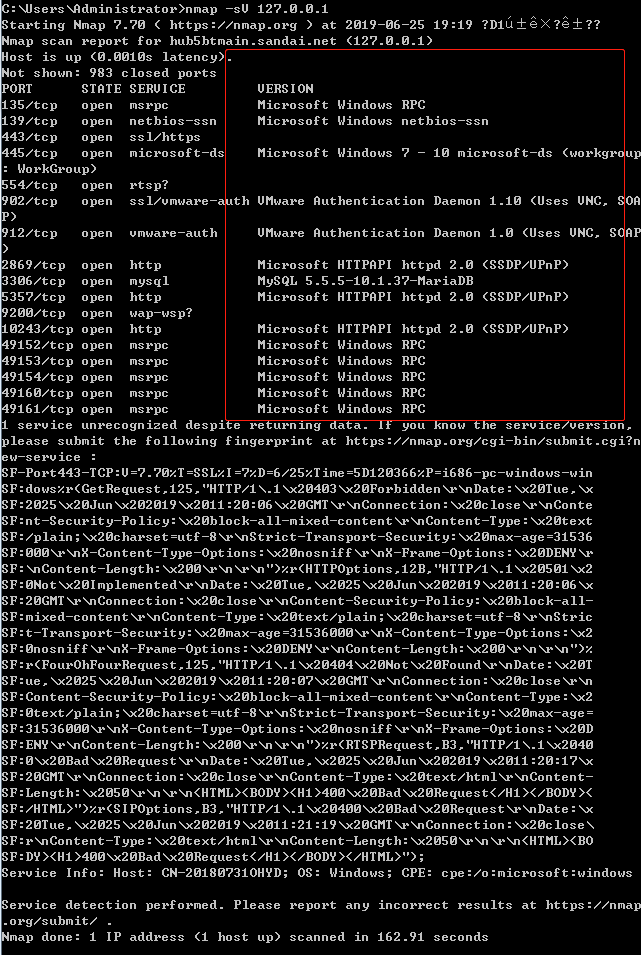 C:\Users\Administrator>nmap -sV 127.0.0.1
Starting Nmap 7.70 ( https://nmap.org ) at 2019-06-25 19:19 ?D1ú±ê×?ê±??
Nmap scan report for hub5btmain.sandai.net (127.0.0.1)
Host is up (0.0010s latency).
Not shown: 983 closed ports
PORT      STATE SERVICE         VERSION
135/tcp   open  msrpc           Microsoft Windows RPC
139/tcp   open  netbios-ssn     Microsoft Windows netbios-ssn
443/tcp   open  ssl/https
445/tcp   open  microsoft-ds    Microsoft Windows 7 - 10 microsoft-ds (workgroup
: WorkGroup)
554/tcp   open  rtsp?
902/tcp   open  ssl/vmware-auth VMware Authentication Daemon 1.10 (Uses VNC, SOA
P)
912/tcp   open  vmware-auth     VMware Authentication Daemon 1.0 (Uses VNC, SOAP
)
2869/tcp  open  http            Microsoft HTTPAPI httpd 2.0 (SSDP/UPnP)
3306/tcp  open  mysql           MySQL 5.5.5-10.1.37-MariaDB
5357/tcp  open  http            Microsoft HTTPAPI httpd 2.0 (SSDP/UPnP)
9200/tcp  open  wap-wsp?
10243/tcp open  http            Microsoft HTTPAPI httpd 2.0 (SSDP/UPnP)
49152/tcp open  msrpc           Microsoft Windows RPC
49153/tcp open  msrpc           Microsoft Windows RPC
49154/tcp open  msrpc           Microsoft Windows RPC
49160/tcp open  msrpc           Microsoft Windows RPC
49161/tcp open  msrpc           Microsoft Windows RPC
1 service unrecognized despite returning data. If you know the service/version,
please submit the following fingerprint at https://nmap.org/cgi-bin/submit.cgi?n
ew-service :
SF-Port443-TCP:V=7.70%T=SSL%I=7%D=6/25%Time=5D120366%P=i686-pc-windows-win
SF:dows%r(GetRequest,125,"HTTP/1\.1\x20403\x20Forbidden\r\nDate:\x20Tue,\x
SF:2025\x20Jun\x202019\x2011:20:06\x20GMT\r\nConnection:\x20close\r\nConte
SF:nt-Security-Policy:\x20block-all-mixed-content\r\nContent-Type:\x20text
SF:/plain;\x20charset=utf-8\r\nStrict-Transport-Security:\x20max-age=31536
SF:000\r\nX-Content-Type-Options:\x20nosniff\r\nX-Frame-Options:\x20DENY\r
SF:\nContent-Length:\x200\r\n\r\n")%r(HTTPOptions,12B,"HTTP/1\.1\x20501\x2
SF:0Not\x20Implemented\r\nDate:\x20Tue,\x2025\x20Jun\x202019\x2011:20:06\x
SF:20GMT\r\nConnection:\x20close\r\nContent-Security-Policy:\x20block-all-
SF:mixed-content\r\nContent-Type:\x20text/plain;\x20charset=utf-8\r\nStric
SF:t-Transport-Security:\x20max-age=31536000\r\nX-Content-Type-Options:\x2
SF:0nosniff\r\nX-Frame-Options:\x20DENY\r\nContent-Length:\x200\r\n\r\n")%
SF:r(FourOhFourRequest,125,"HTTP/1\.1\x20404\x20Not\x20Found\r\nDate:\x20T
SF:ue,\x2025\x20Jun\x202019\x2011:20:07\x20GMT\r\nConnection:\x20close\r\n
SF:Content-Security-Policy:\x20block-all-mixed-content\r\nContent-Type:\x2
SF:0text/plain;\x20charset=utf-8\r\nStrict-Transport-Security:\x20max-age=
SF:31536000\r\nX-Content-Type-Options:\x20nosniff\r\nX-Frame-Options:\x20D
SF:ENY\r\nContent-Length:\x200\r\n\r\n")%r(RTSPRequest,B3,"HTTP/1\.1\x2040
SF:0\x20Bad\x20Request\r\nDate:\x20Tue,\x2025\x20Jun\x202019\x2011:20:17\x
SF:20GMT\r\nConnection:\x20close\r\nContent-Type:\x20text/html\r\nContent-
SF:Length:\x2050\r\n\r\n<HTML><BODY><H1>400\x20Bad\x20Request</H1></BODY><
SF:/HTML>")%r(SIPOptions,B3,"HTTP/1\.1\x20400\x20Bad\x20Request\r\nDate:\x
SF:20Tue,\x2025\x20Jun\x202019\x2011:21:19\x20GMT\r\nConnection:\x20close\
SF:r\nContent-Type:\x20text/html\r\nContent-Length:\x2050\r\n\r\n<HTML><BO
SF:DY><H1>400\x20Bad\x20Request</H1></BODY></HTML>");
Service Info: Host: CN-20180731OHYD; OS: Windows; CPE: cpe:/o:microsoft:windows

Service detection performed. Please report any incorrect results at https://nmap
.org/submit/ .
Nmap done: 1 IP address (1 host up) scanned in 162.91 seconds